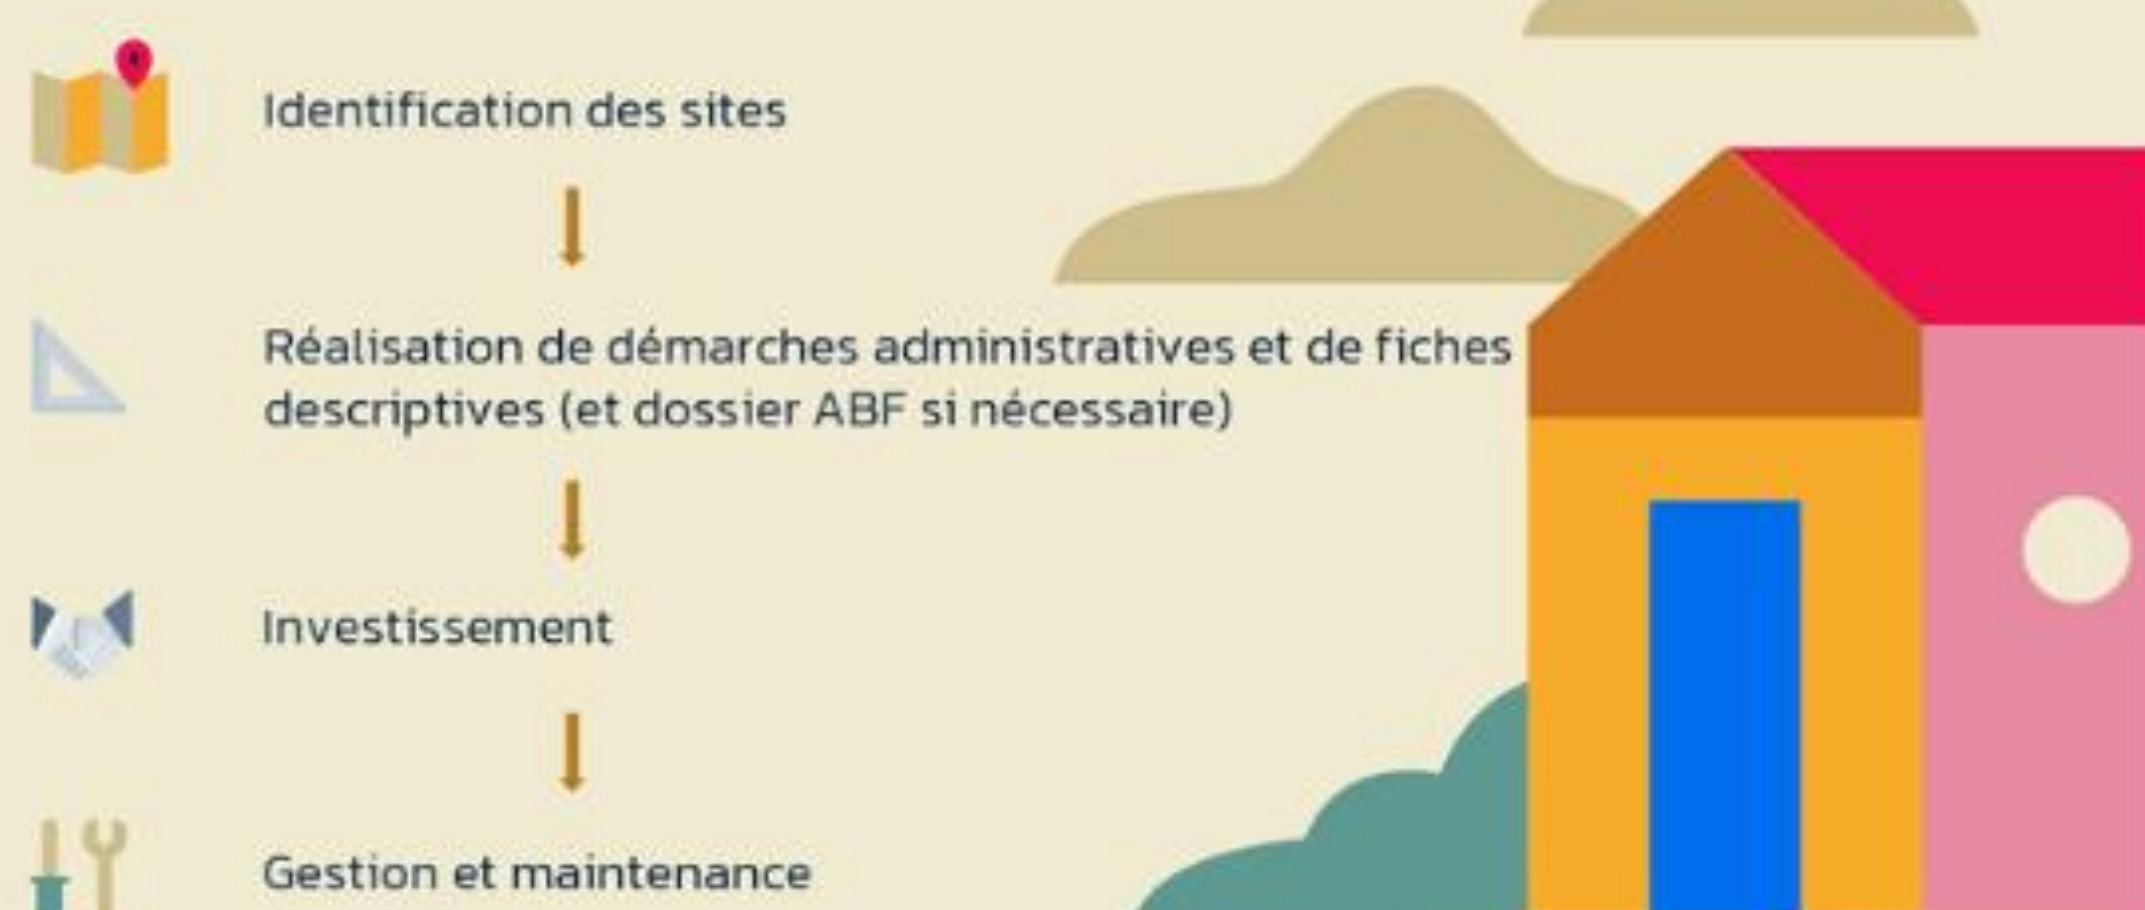 Identification des sites
Réalisation de démarches administratives et de fiches
descriptives (et dossier ABF si nécessaire)
Investissement
Gestion et maintenance